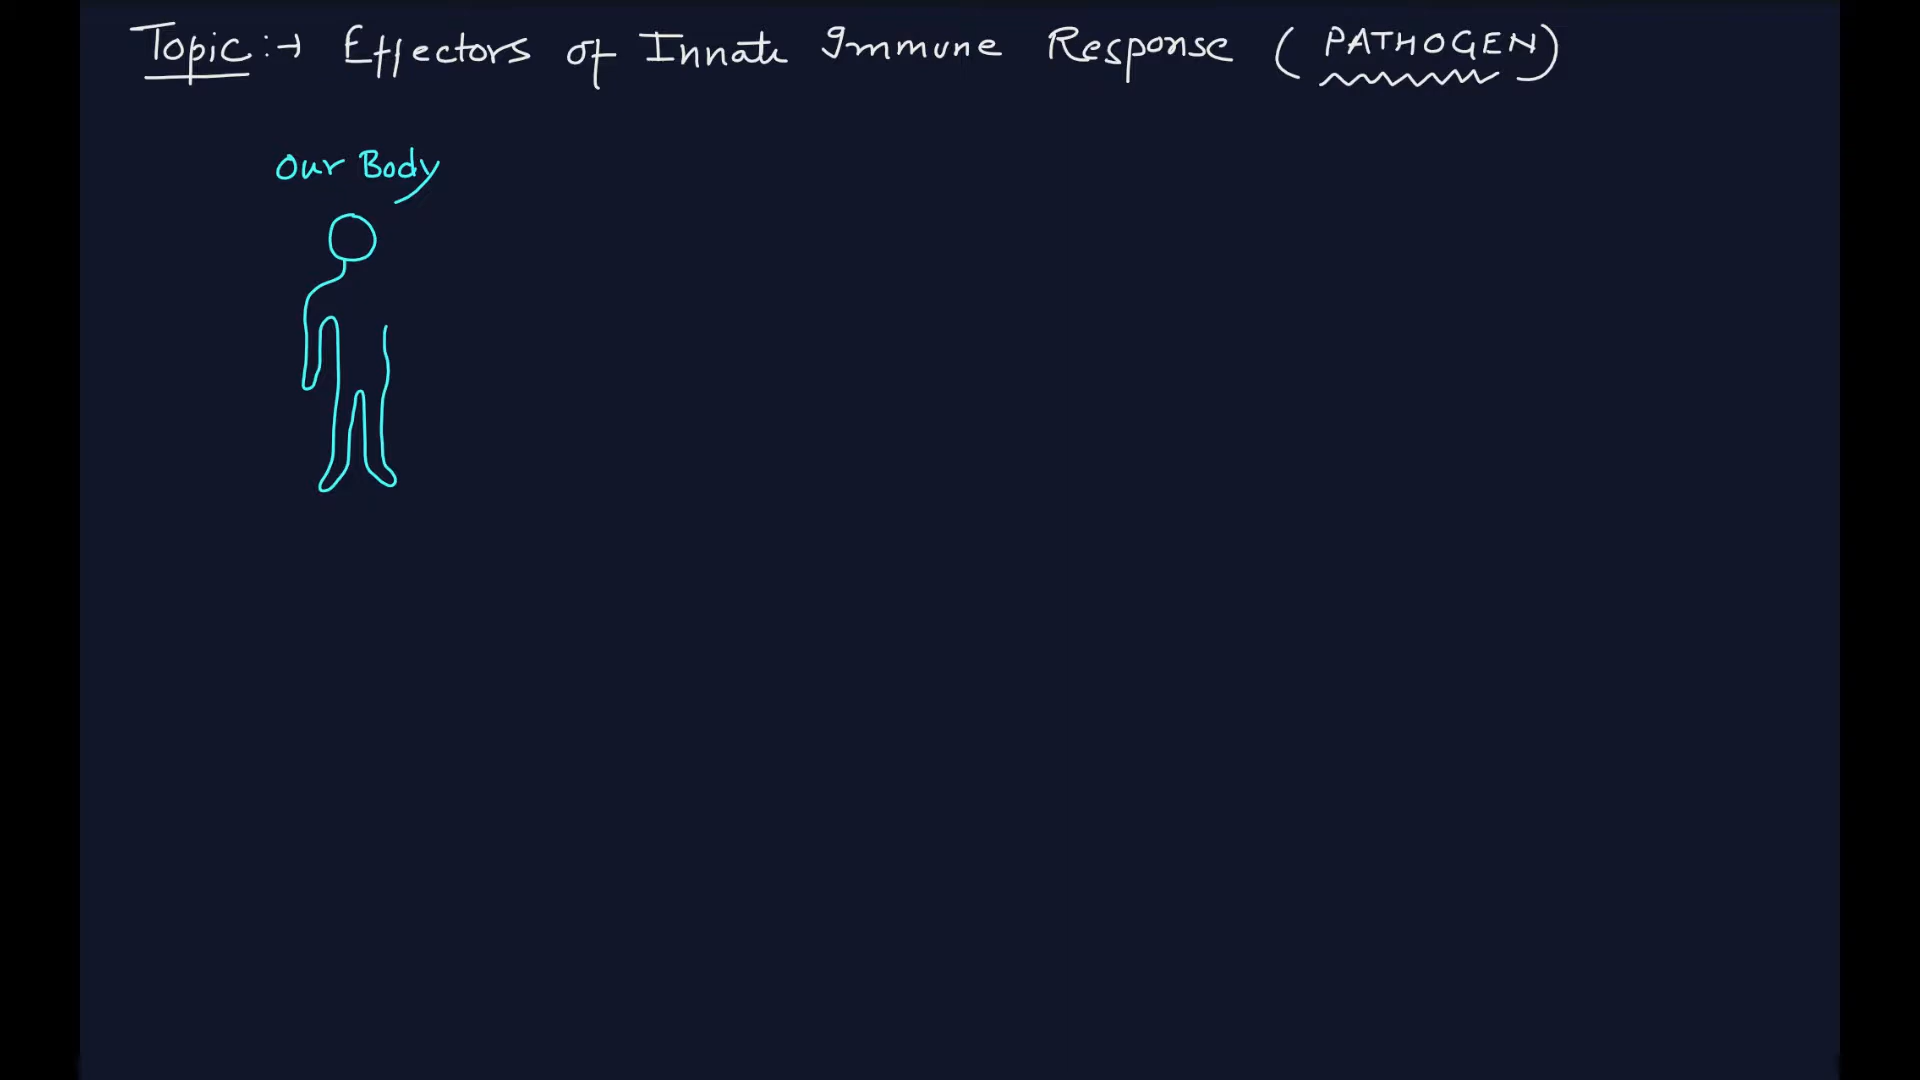 Topic :→ Effectors of Innate Immune Response ( PATHOGEN )
Our Body